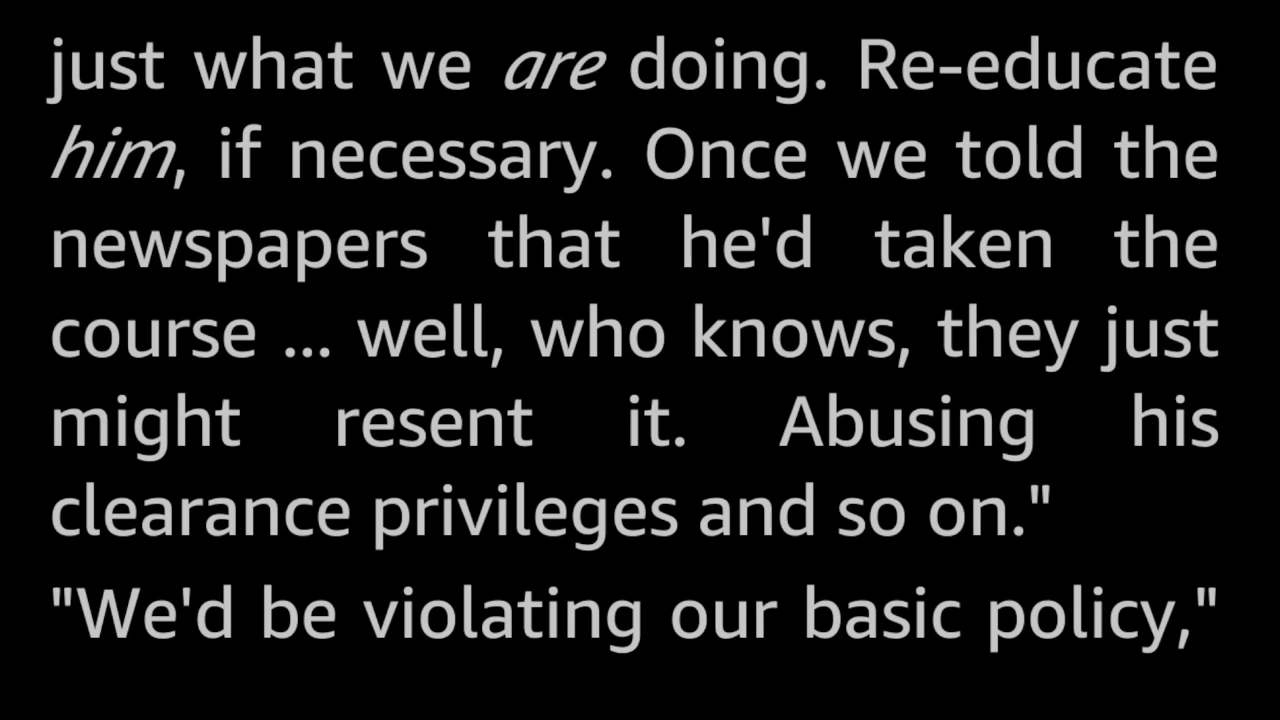 just what we are doing. Re-educate
him, if necessary. Once we told the
newspapers that he'd taken the
course ... well, who knows, they just
might resent it. Abusing his
clearance privileges and so on."
"We'd be violating our basic policy,"